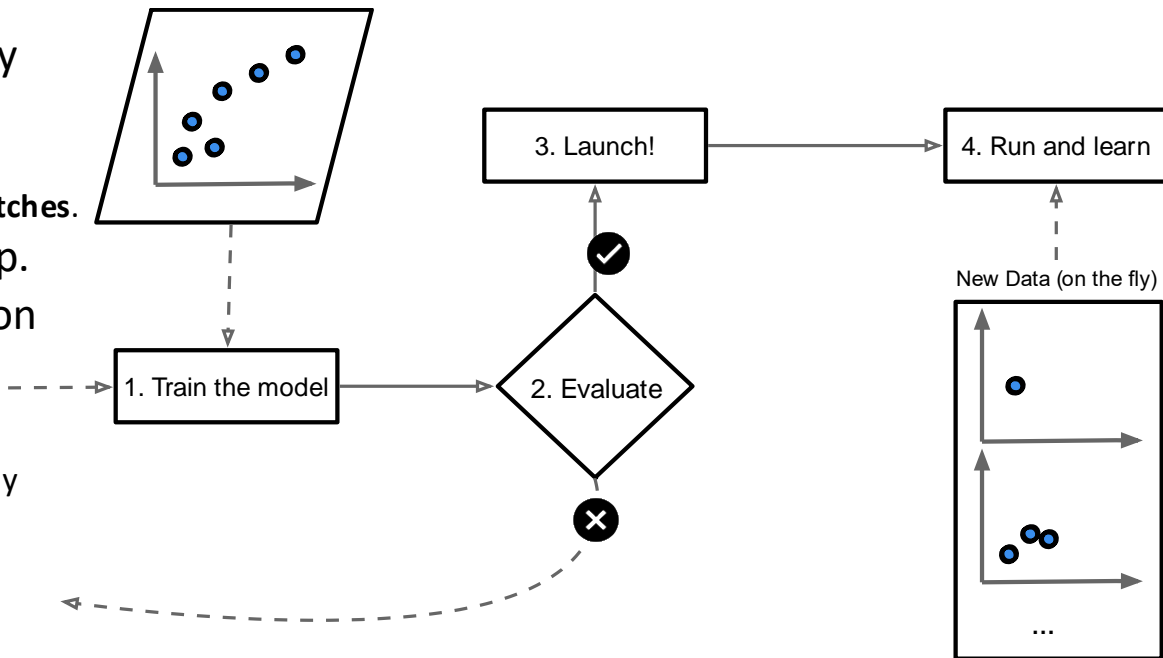 y
tches.
p.
on
y
3. Launch!
4. Run and learn
New Data (on the fly)
1. Train the model
2. Evaluate
...